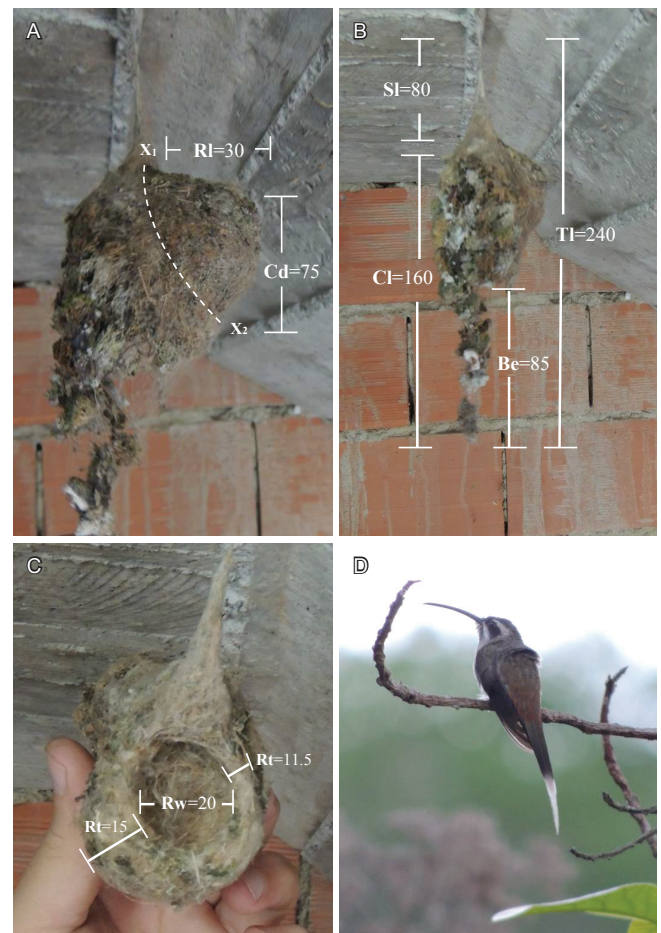 A
X1
Rl=30
Cd=75
X2
B
Sl=80
Tl=240
Cl=160
Be=85
C
Rt=11.5
Rw=20
Rt=15
D